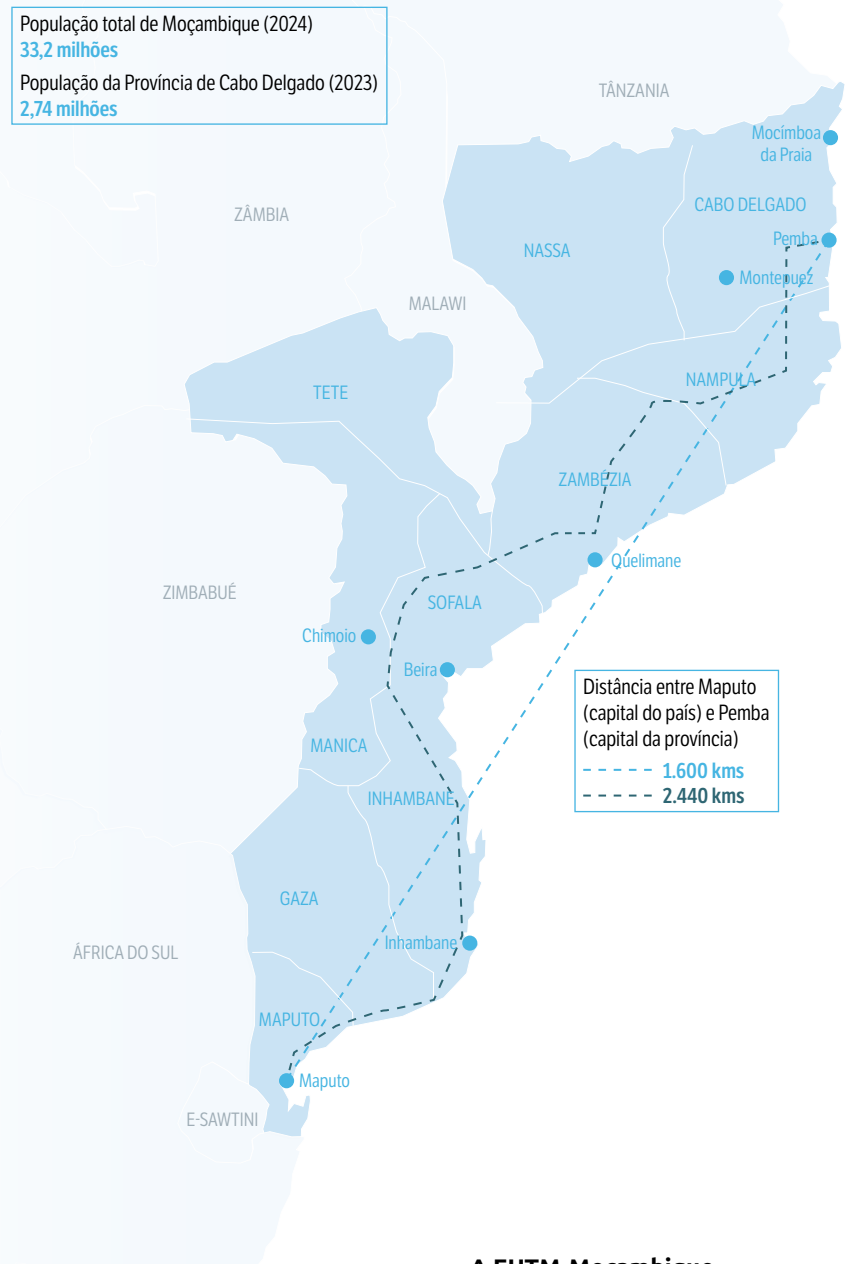 População total de Moçambique (2024)
33,2 milhões
População da Província de Cabo Delgado (2023)
2,74 milhões
TÂNZANIA
Mocímboa
da Praia
CABO DELGADO
ZÂMBIA
Pemba
NASSA
Montepuez
MALAWI
NAMPULA
TETE
ZAMBÉZIA
Quelimane
ZIMBABUÉ
SOFALA
Chimoio
Beira
Distância entre Maputo
(capital do país) e Pemba
(capital da província)
1.600 kms
2.440 kms
MANICA
INHAMBANE
GAZA
Inhambane
ÁFRICA DO SUL
MAPUTO
Maputo
E-SAWTINI
A EUTM-Moçambique